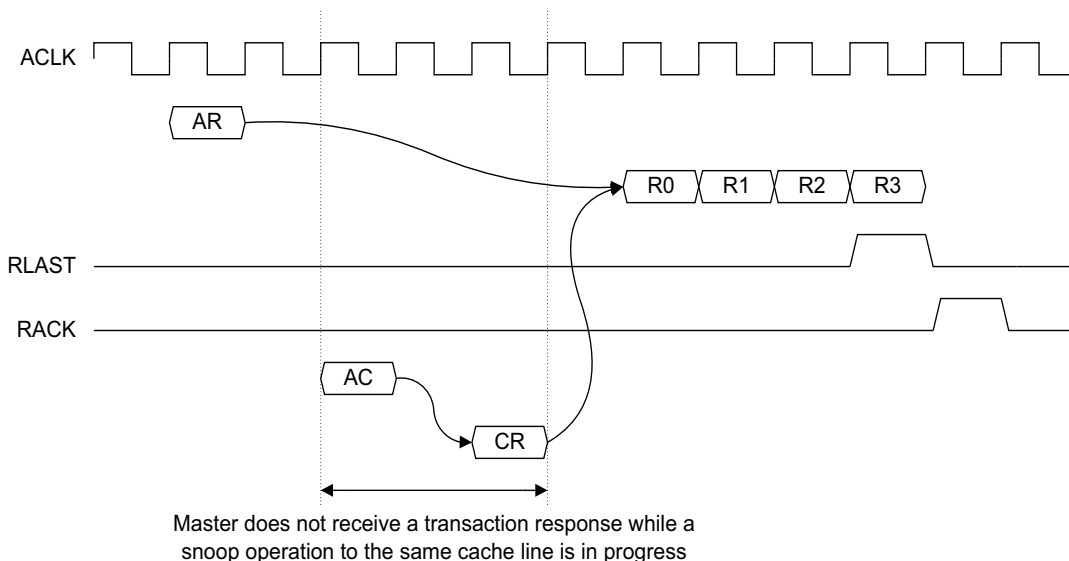 ACLK
AR
R0 R1 R2 R3
RLAST
RACK
AC
CR
Master does not receive a transaction response while a
snoop operation to the same cache line is in progress